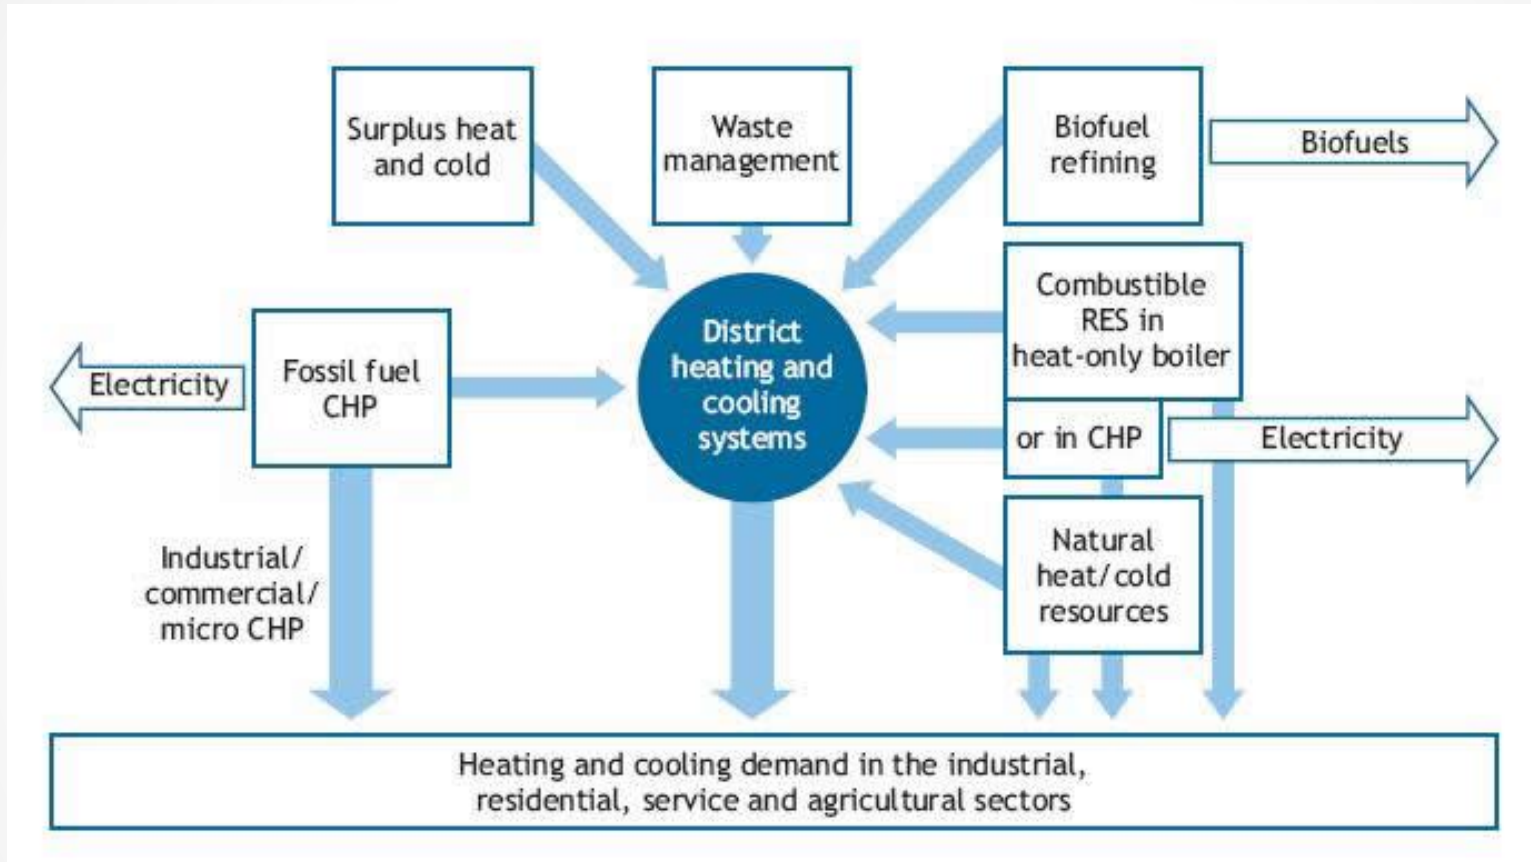 Surplus heat
and cold
Waste
management
Biofuel
refining
Biofuels
Combustible
RES in
heat-only boiler
District
heating and
cooling
systems
Electricity
Fossil fuel
CHP
or in CHP
Electricity
Industrial/
commercial/
micro CHP
Natural
heat/cold
resources
Heating and cooling demand in the industrial,
residential, service and agricultural sectors